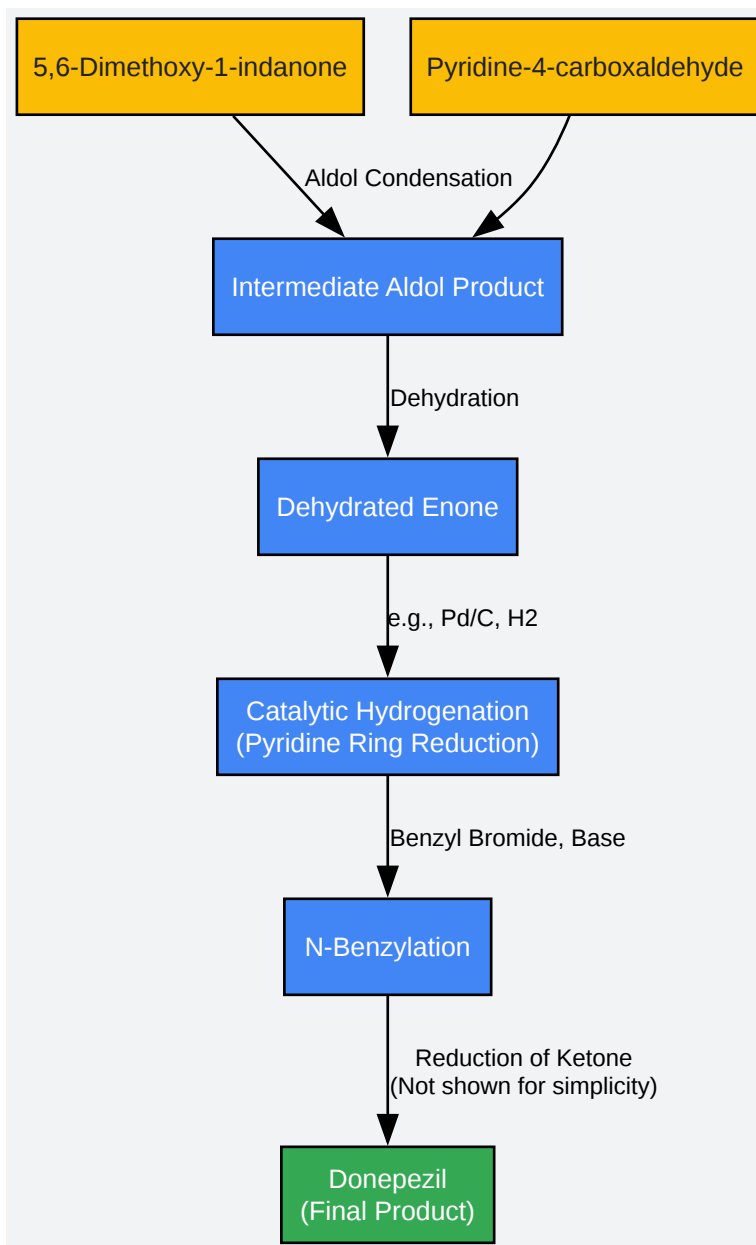 5,6-Dimethoxy-1-indanone
Pyridine-4-carboxaldehyde
Aldol Condensation
Intermediate Aldol Product
Dehydration
Dehydrated Enone
e.g., Pd/C, H2
Catalytic Hydrogenation
(Pyridine Ring Reduction)
Benzyl Bromide, Base
N-Benzylation
Reduction of Ketone
(Not shown for simplicity)
Donepezil
(Final Product)